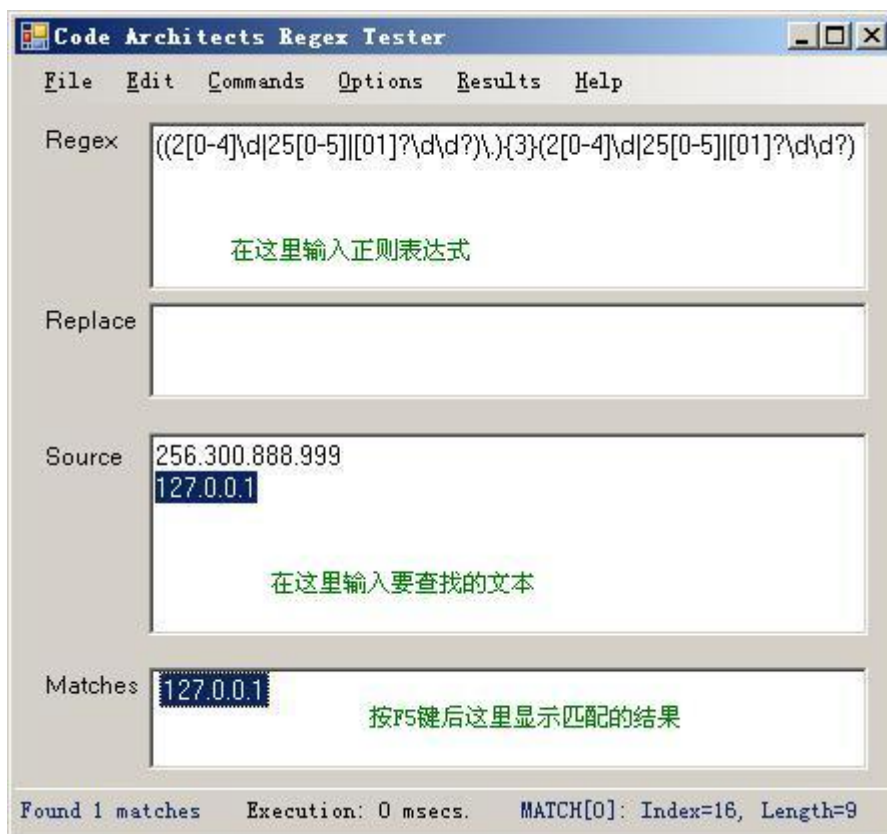 Code Architects Regex Tester
File Edit Commands Options Results Help
Regex
((2[0-4]\d|25[0-5]|[01]?\d\d?)\.){3}(2[0-4]\d|25[0-5]|[01]?\d\d?)
在这里输入正则表达式
Replace
Source
256.300.888.999
127.0.0.1
在这里输入要查找的文本
Matches
127.0.0.1
按F5键后这里显示匹配的结果
Found 1 matches Execution: 0 msecs. MATCH[0]: Index=16, Length=9